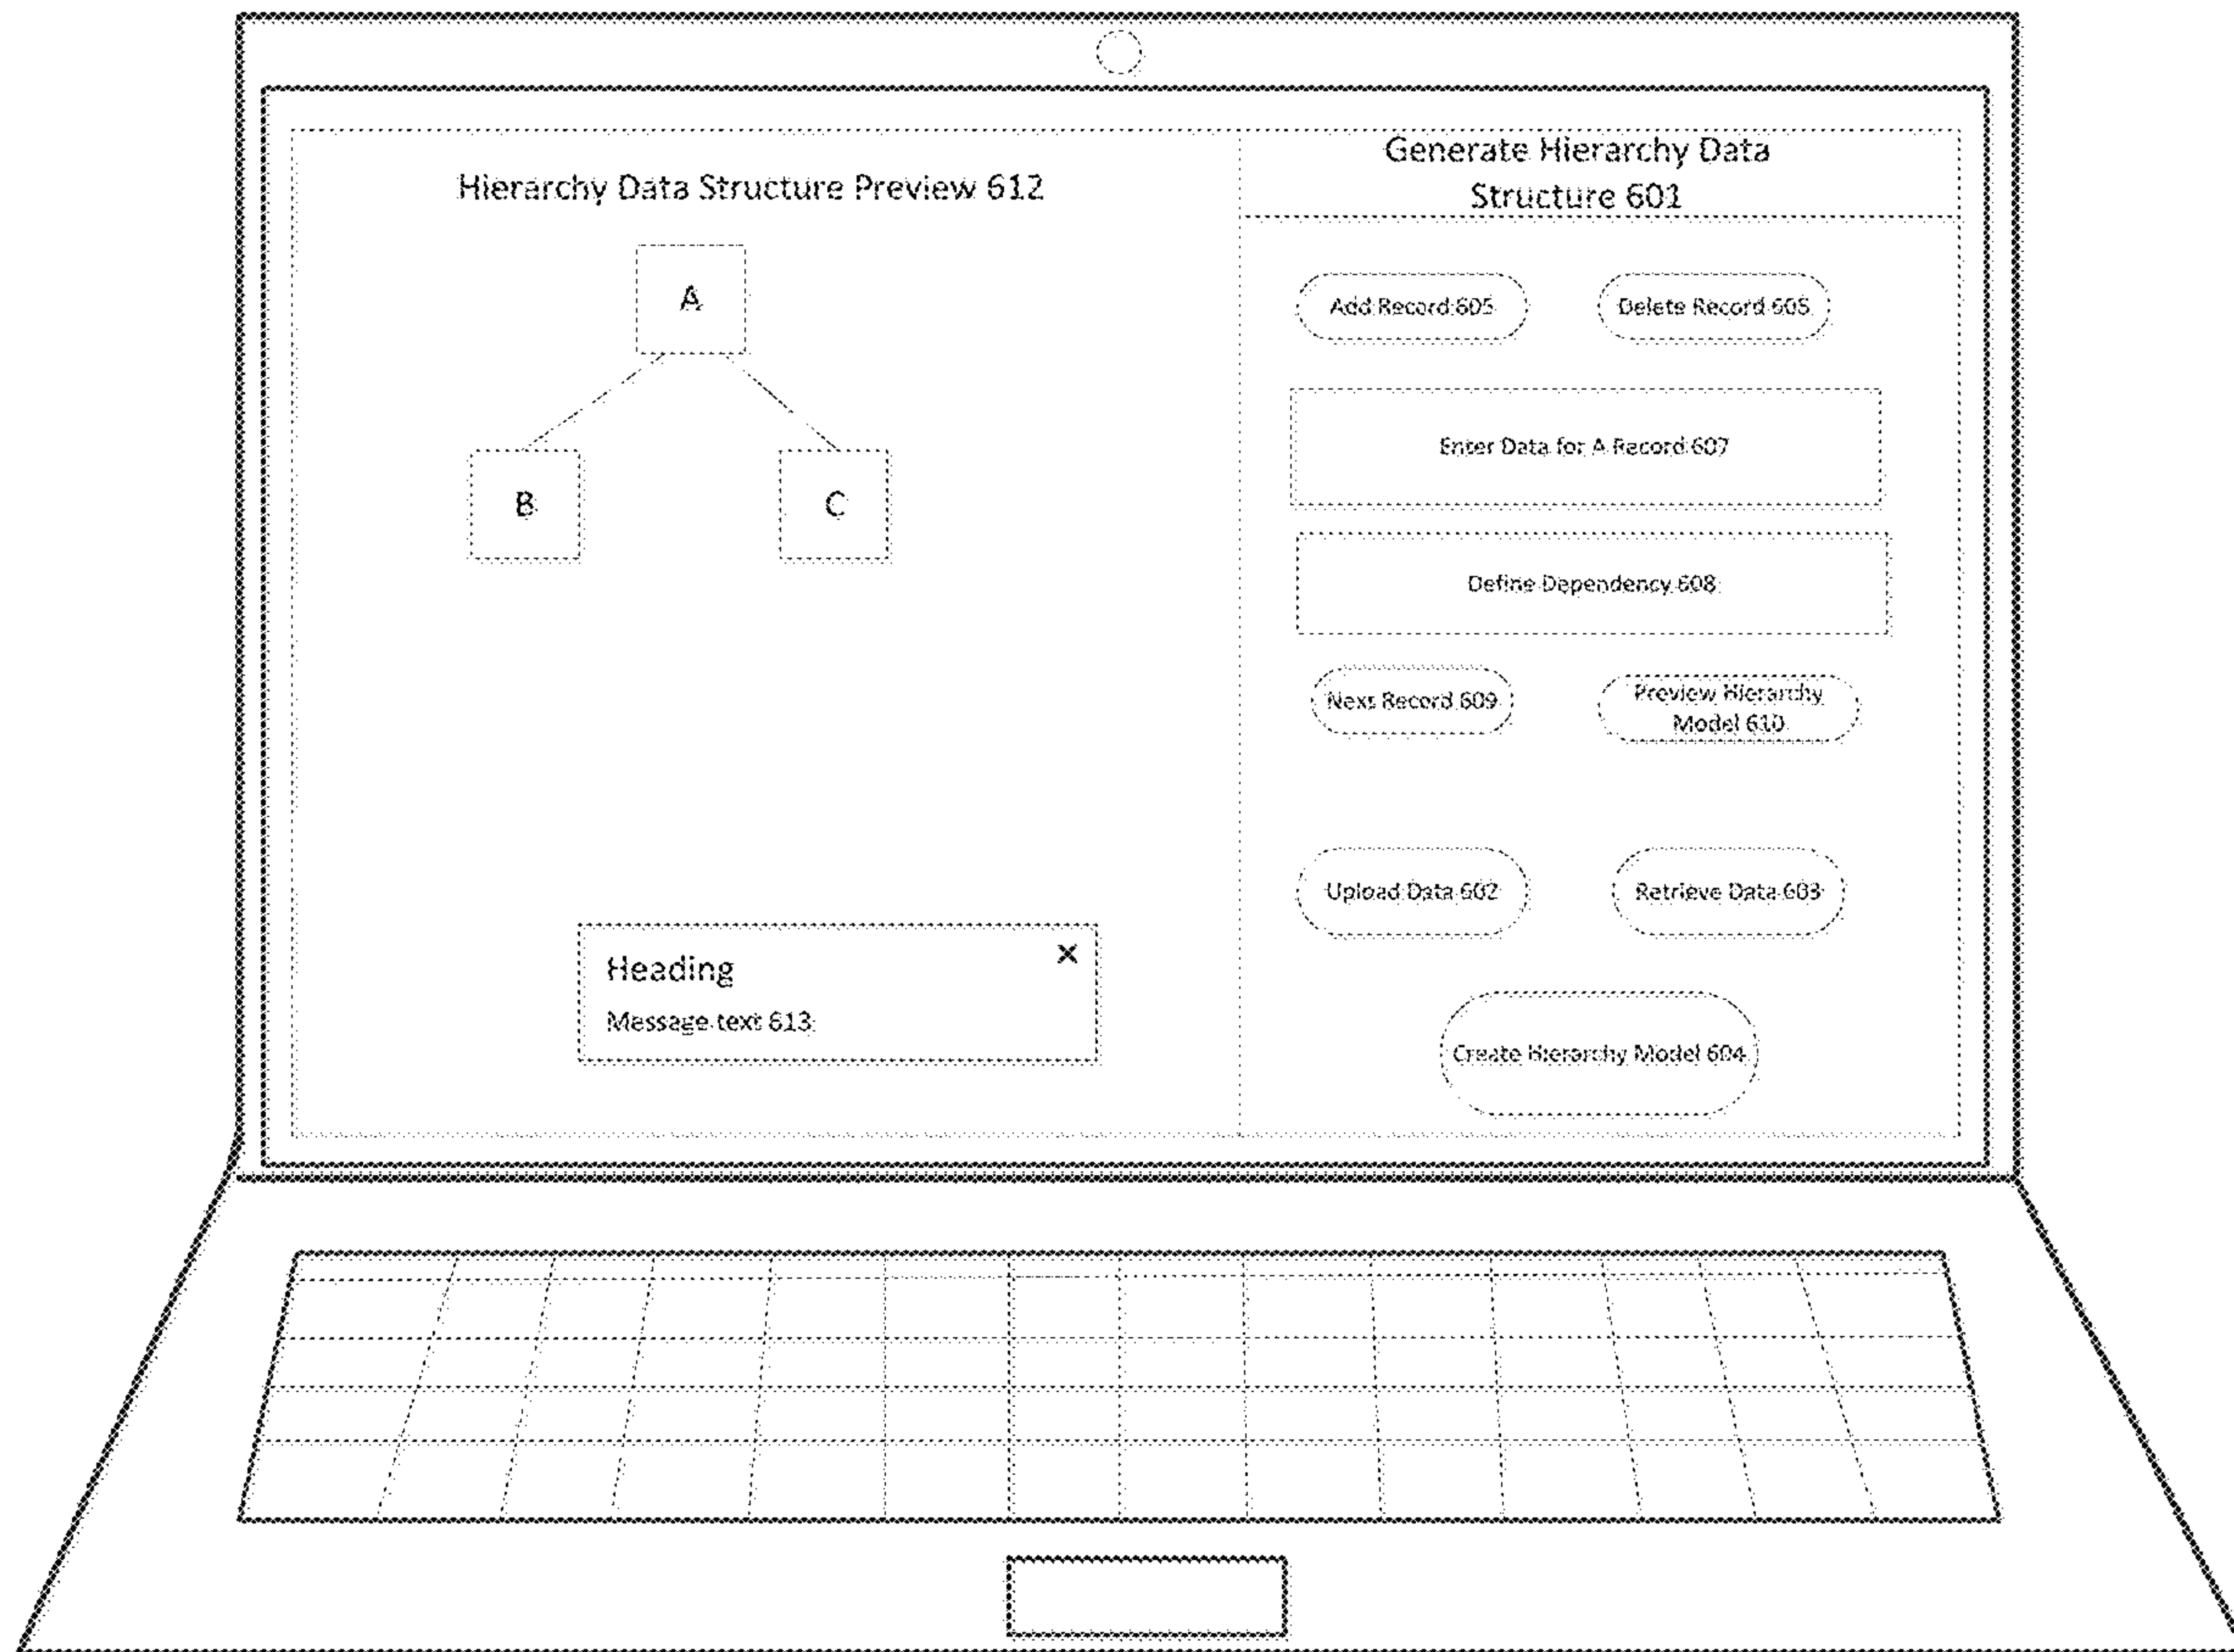 Hierarchy Data Structure Preview 612
A
B
C
Heading
×
Message text 613
Generate Hierarchy Data
Structure 601
Add Record 605
Delete Record 605
Enter Data for A Record 607
Define Dependency 608
Next Record 609
Preview Hierarchy
Model 610
Upload Data 602
Retrieve Data 603
Create Hierarchy Model 604